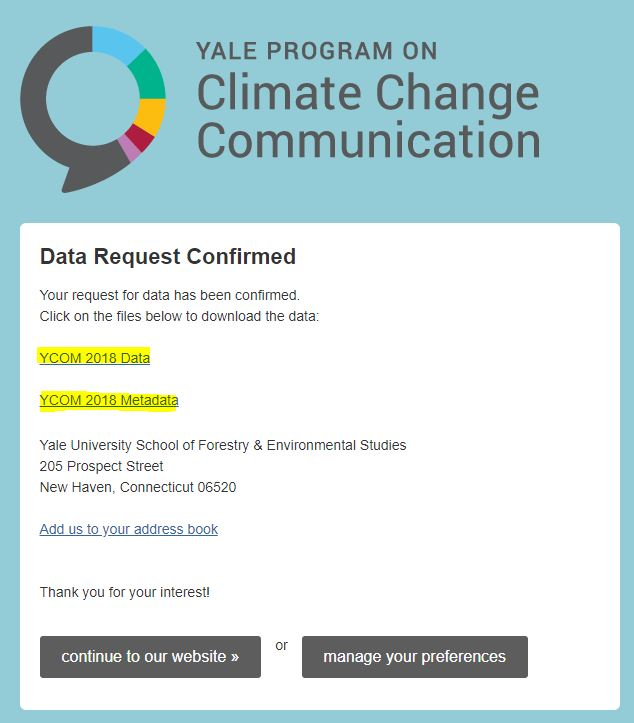 YALE PROGRAM ON
Climate Change
Communication
Data Request Confirmed
Your request for data has been confirmed.
Click on the files below to download the data:
YCOM 2018 Data
YCOM 2018 Metadata
Yale University School of Forestry & Environmental Studies
205 Prospect Street
New Haven, Connecticut 06520
Add us to your address book
Thank you for your interest!
continue to our website » or manage your preferences